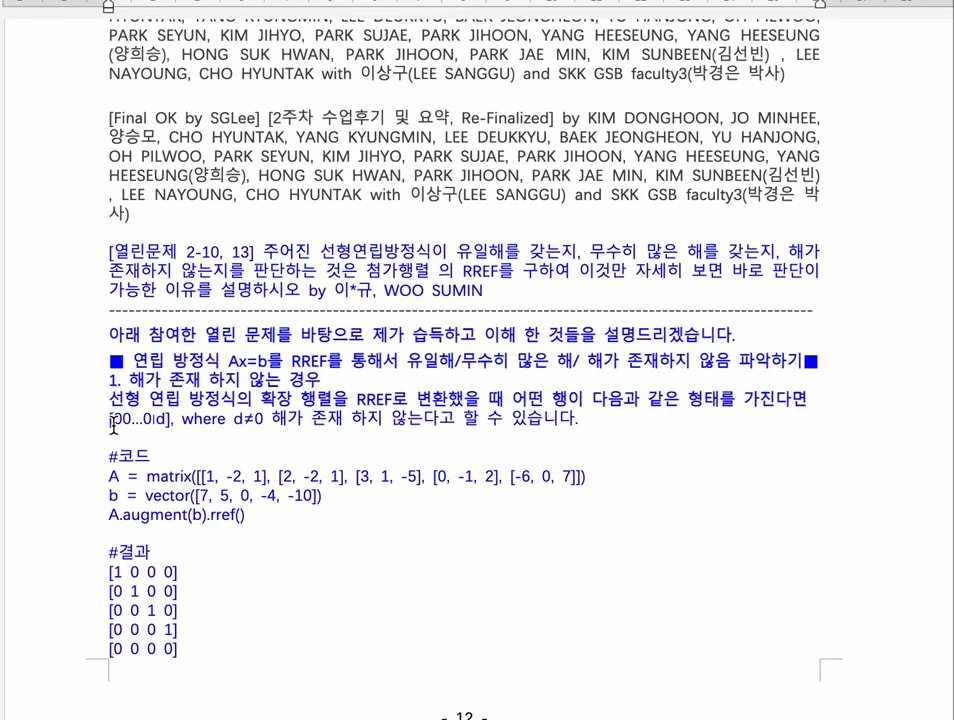 HYUNTAK, YANG KYUNGMIN, LEE DEUKKYU, BAEK JEONGHEON, YU HANJONG, OH PILWOO,
PARK SEYUN, KIM JIHYO, PARK SUJAE, PARK JIHOON, YANG HEESEUNG, YANG HEESEUNG
(양희승), HONG SUK HWAN, PARK JIHOON, PARK JAE MIN, KIM SUNBEEN(김선빈) , LEE
NAYOUNG, CHO HYUNTAK with 이상구(LEE SANGGU) and SKK GSB faculty3(박경은 박사)
[Final OK by SGLee] [2주차 수업후기 및 요약, Re-Finalized] by KIM DONGHOON, JO MINHEE,
양승모, CHO HYUNTAK, YANG KYUNGMIN, LEE DEUKKYU, BAEK JEONGHEON, YU HANJONG,
OH PILWOO, PARK SEYUN, KIM JIHYO, PARK SUJAE, PARK JIHOON, YANG HEESEUNG, YANG
HEESEUNG(양희승), HONG SUK HWAN, PARK JIHOON, PARK JAE MIN, KIM SUNBEEN(김선빈)
, LEE NAYOUNG, CHO HYUNTAK with 이상구(LEE SANGGU) and SKK GSB faculty3(박경은 박
사)
[열린문제 2-10, 13] 주어진 선형연립방정식이 유일해를 갖는지, 무수히 많은 해를 갖는지, 해가
존재하지 않는지를 판단하는 것은 첨가행렬 의 RREF를 구하여 이것만 자세히 보면 바로 판단이
가능한 이유를 설명하시오 by 이*규, WOO SUMIN
--------------------------------------------------------------------------------------------------------------
아래 참여한 열린 문제를 바탕으로 제가 습득하고 이해 한 것들을 설명드리겠습니다.
■ 연립 방정식 Ax=b를 RREF를 통해서 유일해/무수히 많은 해/ 해가 존재하지 않음 파악하기■
1. 해가 존재 하지 않는 경우
선형 연립 방정식의 확장 행렬을 RREF로 변환했을 때 어떤 행이 다음과 같은 형태를 가진다면
[00...0|d], where d≠0 해가 존재 하지 않는다고 할 수 있습니다.
#코드
A = matrix([[1, -2, 1], [2, -2, 1], [3, 1, -5], [0, -1, 2], [-6, 0, 7]])
b = vector([7, 5, 0, -4, -10])
A.augment(b).rref()
#결과
[1 0 0 0]
[0 1 0 0]
[0 0 1 0]
[0 0 0 1]
[0 0 0 0]
- 12 -